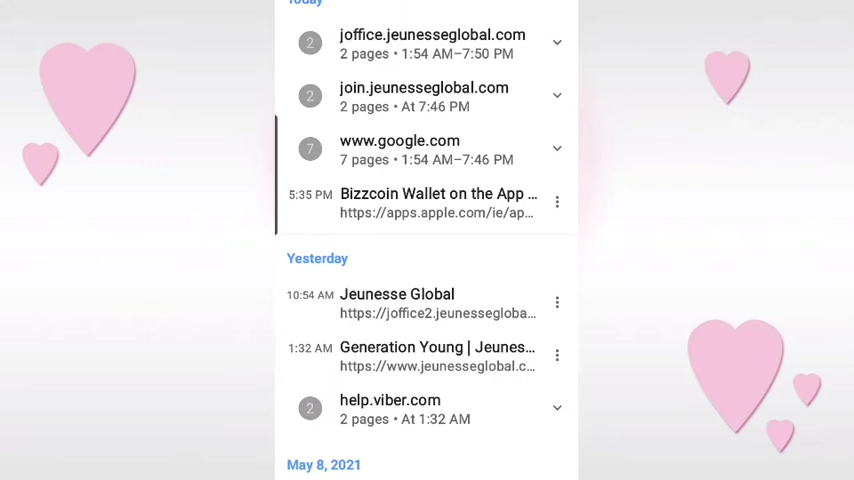 Today
2
joffice.jeunesseglobal.com
2 pages • 1:54 AM–7:50 PM
2
join.jeunesseglobal.com
2 pages • At 7:46 PM
7
www.google.com
7 pages • 1:54 AM–7:46 PM
5:35 PM Bizzcoin Wallet on the App ...
https://apps.apple.com/ie/ap...
Yesterday
10:54 AM Jeunesse Global
https://joffice2.jeunessegloba...
1:32 AM Generation Young | Jeunes...
https://www.jeunesseglobal.c...
2
help.viber.com
2 pages • At 1:32 AM
May 8, 2021